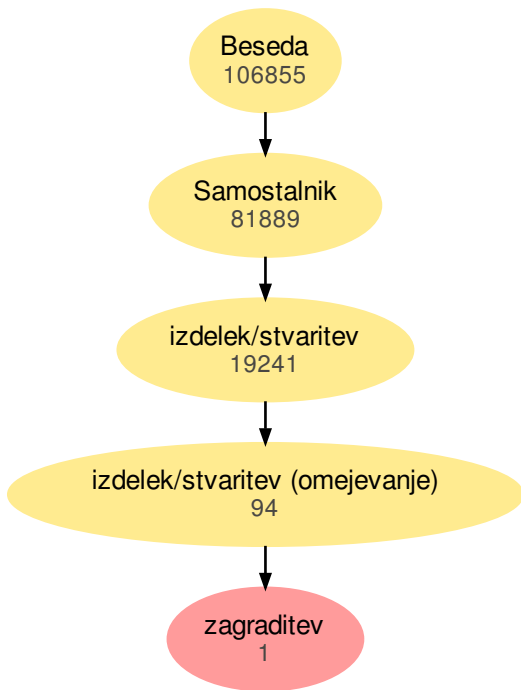 Beseda
106855
Samostalnik
81889
izdelek/stvaritev
19241
izdelek/stvaritev (omejevanje)
94
zagraditev
1